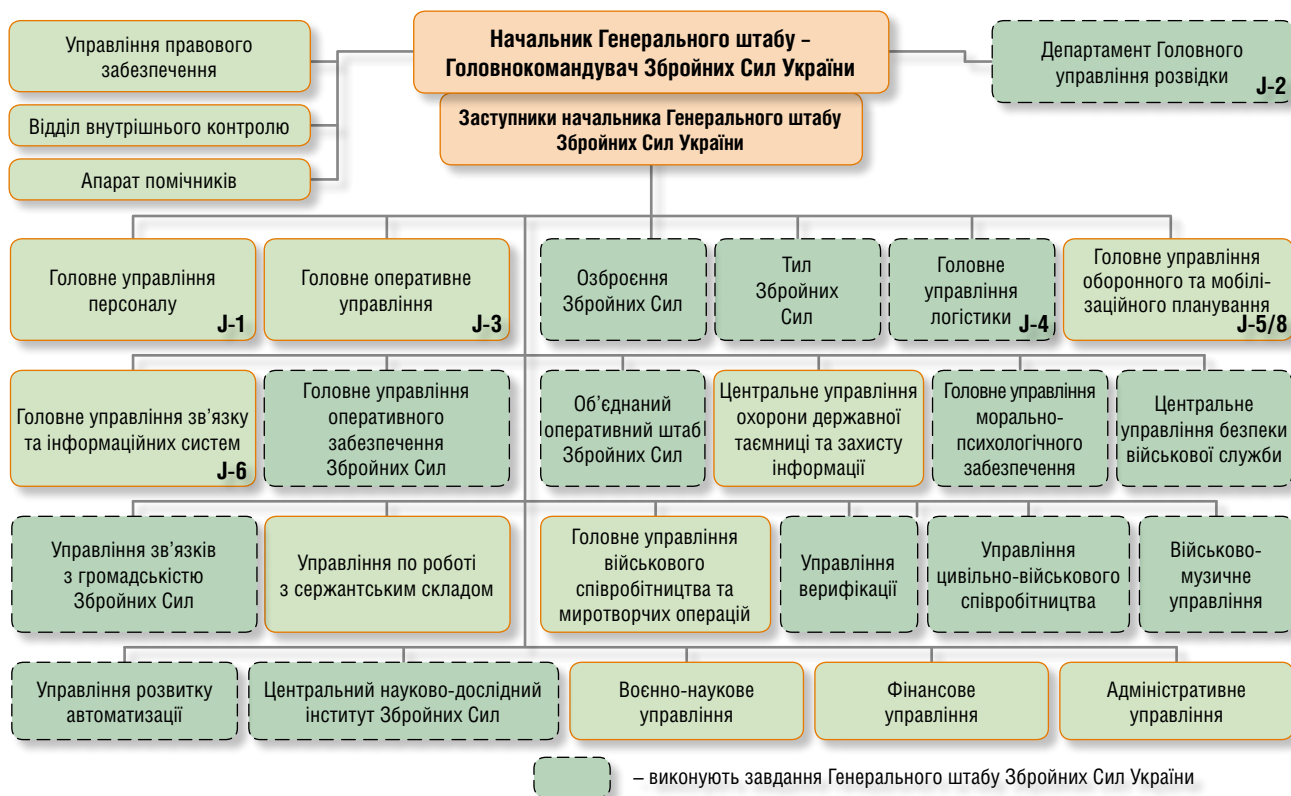 Управління правового
забезпечення
Відділ внутрішнього контролю
Апарат помічників
Начальник Генерального штабу –
Головнокомандувач Збройних Сил України
Заступники начальника Генерального штабу
Збройних Сил України
Департамент Головного
управління розвідки
J-2
Головне управління
персоналу
J-1
Головне оперативне
управління
J-3
Озброєння
Збройних Сил
Тил
Збройних
Сил
Головне
управління
логістики
J-4
Головне управління
оборонного та мобілі-
заційного планування
J-5/8
Головне управління зв’язку
та інформаційних систем
J-6
Головне управління
оперативного
забезпечення
Збройних Сил
Об’єднаний
оперативний штаб
Збройних Сил
Центральне управління
охорони державної
таємниці та захисту
інформації
Головне управління
морально-
психологічного
забезпечення
Центральне
управління безпеки
військової служби
Управління зв’язків
з громадськістю
Збройних Сил
Управління по роботі
з сержантським складом
Головне управління
військового
співробітництва та
миротворчих операцій
Управління
верифікації
Управління
цивільно-військового
співробітництва
Військово-
музичне
управління
Управління розвитку
автоматизації
Центральний науково-дослідний
інститут Збройних Сил
Воєнно-наукове
управління
Фінансове
управління
Адміністративне
управління
– виконують завдання Генерального штабу Збройних Сил України